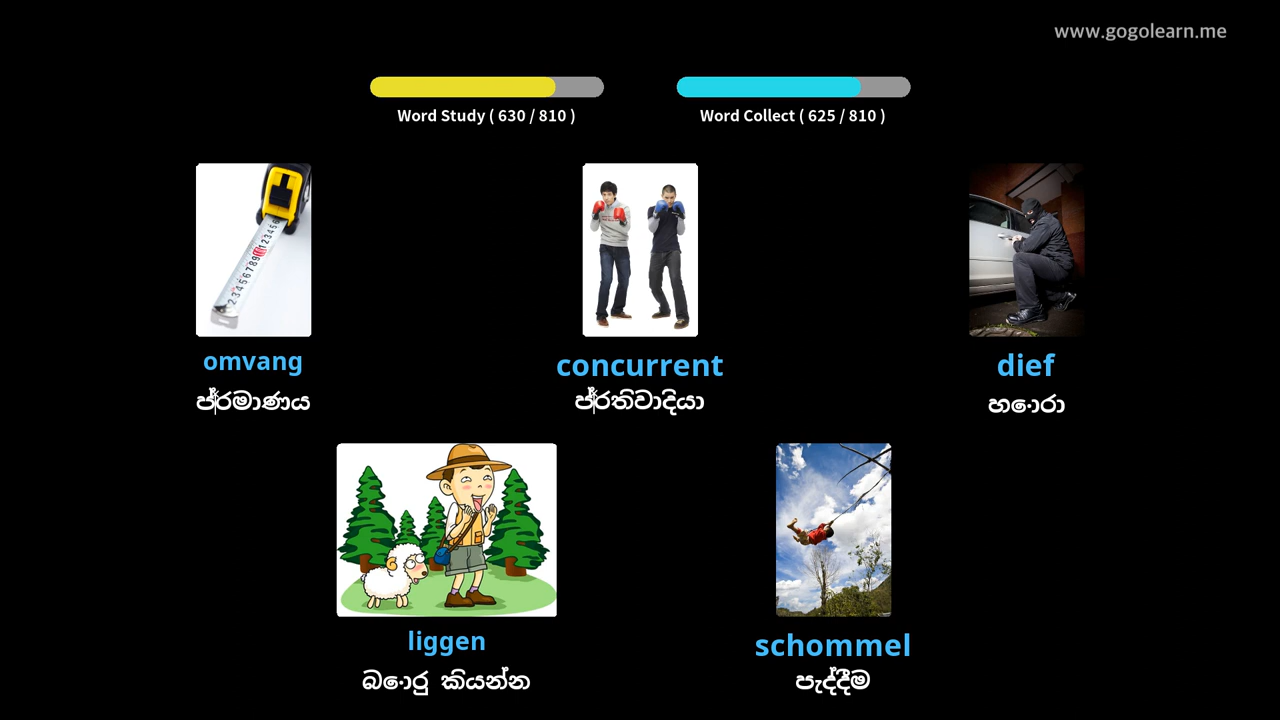 www.gogolearn.me
Word Study ( 630 / 810 )
Word Collect ( 625 / 810 )
omvang
ප්‍රමාණය
concurrent
ප්‍රතිවාදියා
dief
හොරා
liggen
බොරු කියන්න
schommel
පැද්දීම